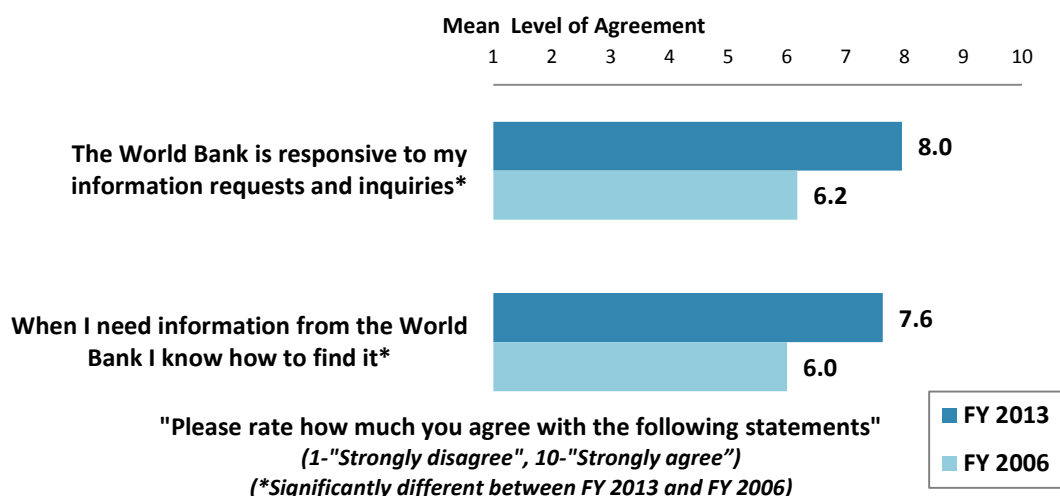 Mean Level of Agreement
1 2 3 4 5 6 7 8 9 10
The World Bank is responsive to my
information requests and inquiries*
8.0
6.2
When I need information from the World
Bank I know how to find it*
7.6
6.0
FY 2013
FY 2006
"Please rate how much you agree with the following statements"
(1-"Strongly disagree", 10-"Strongly agree”)
(*Significantly different between FY 2013 and FY 2006)